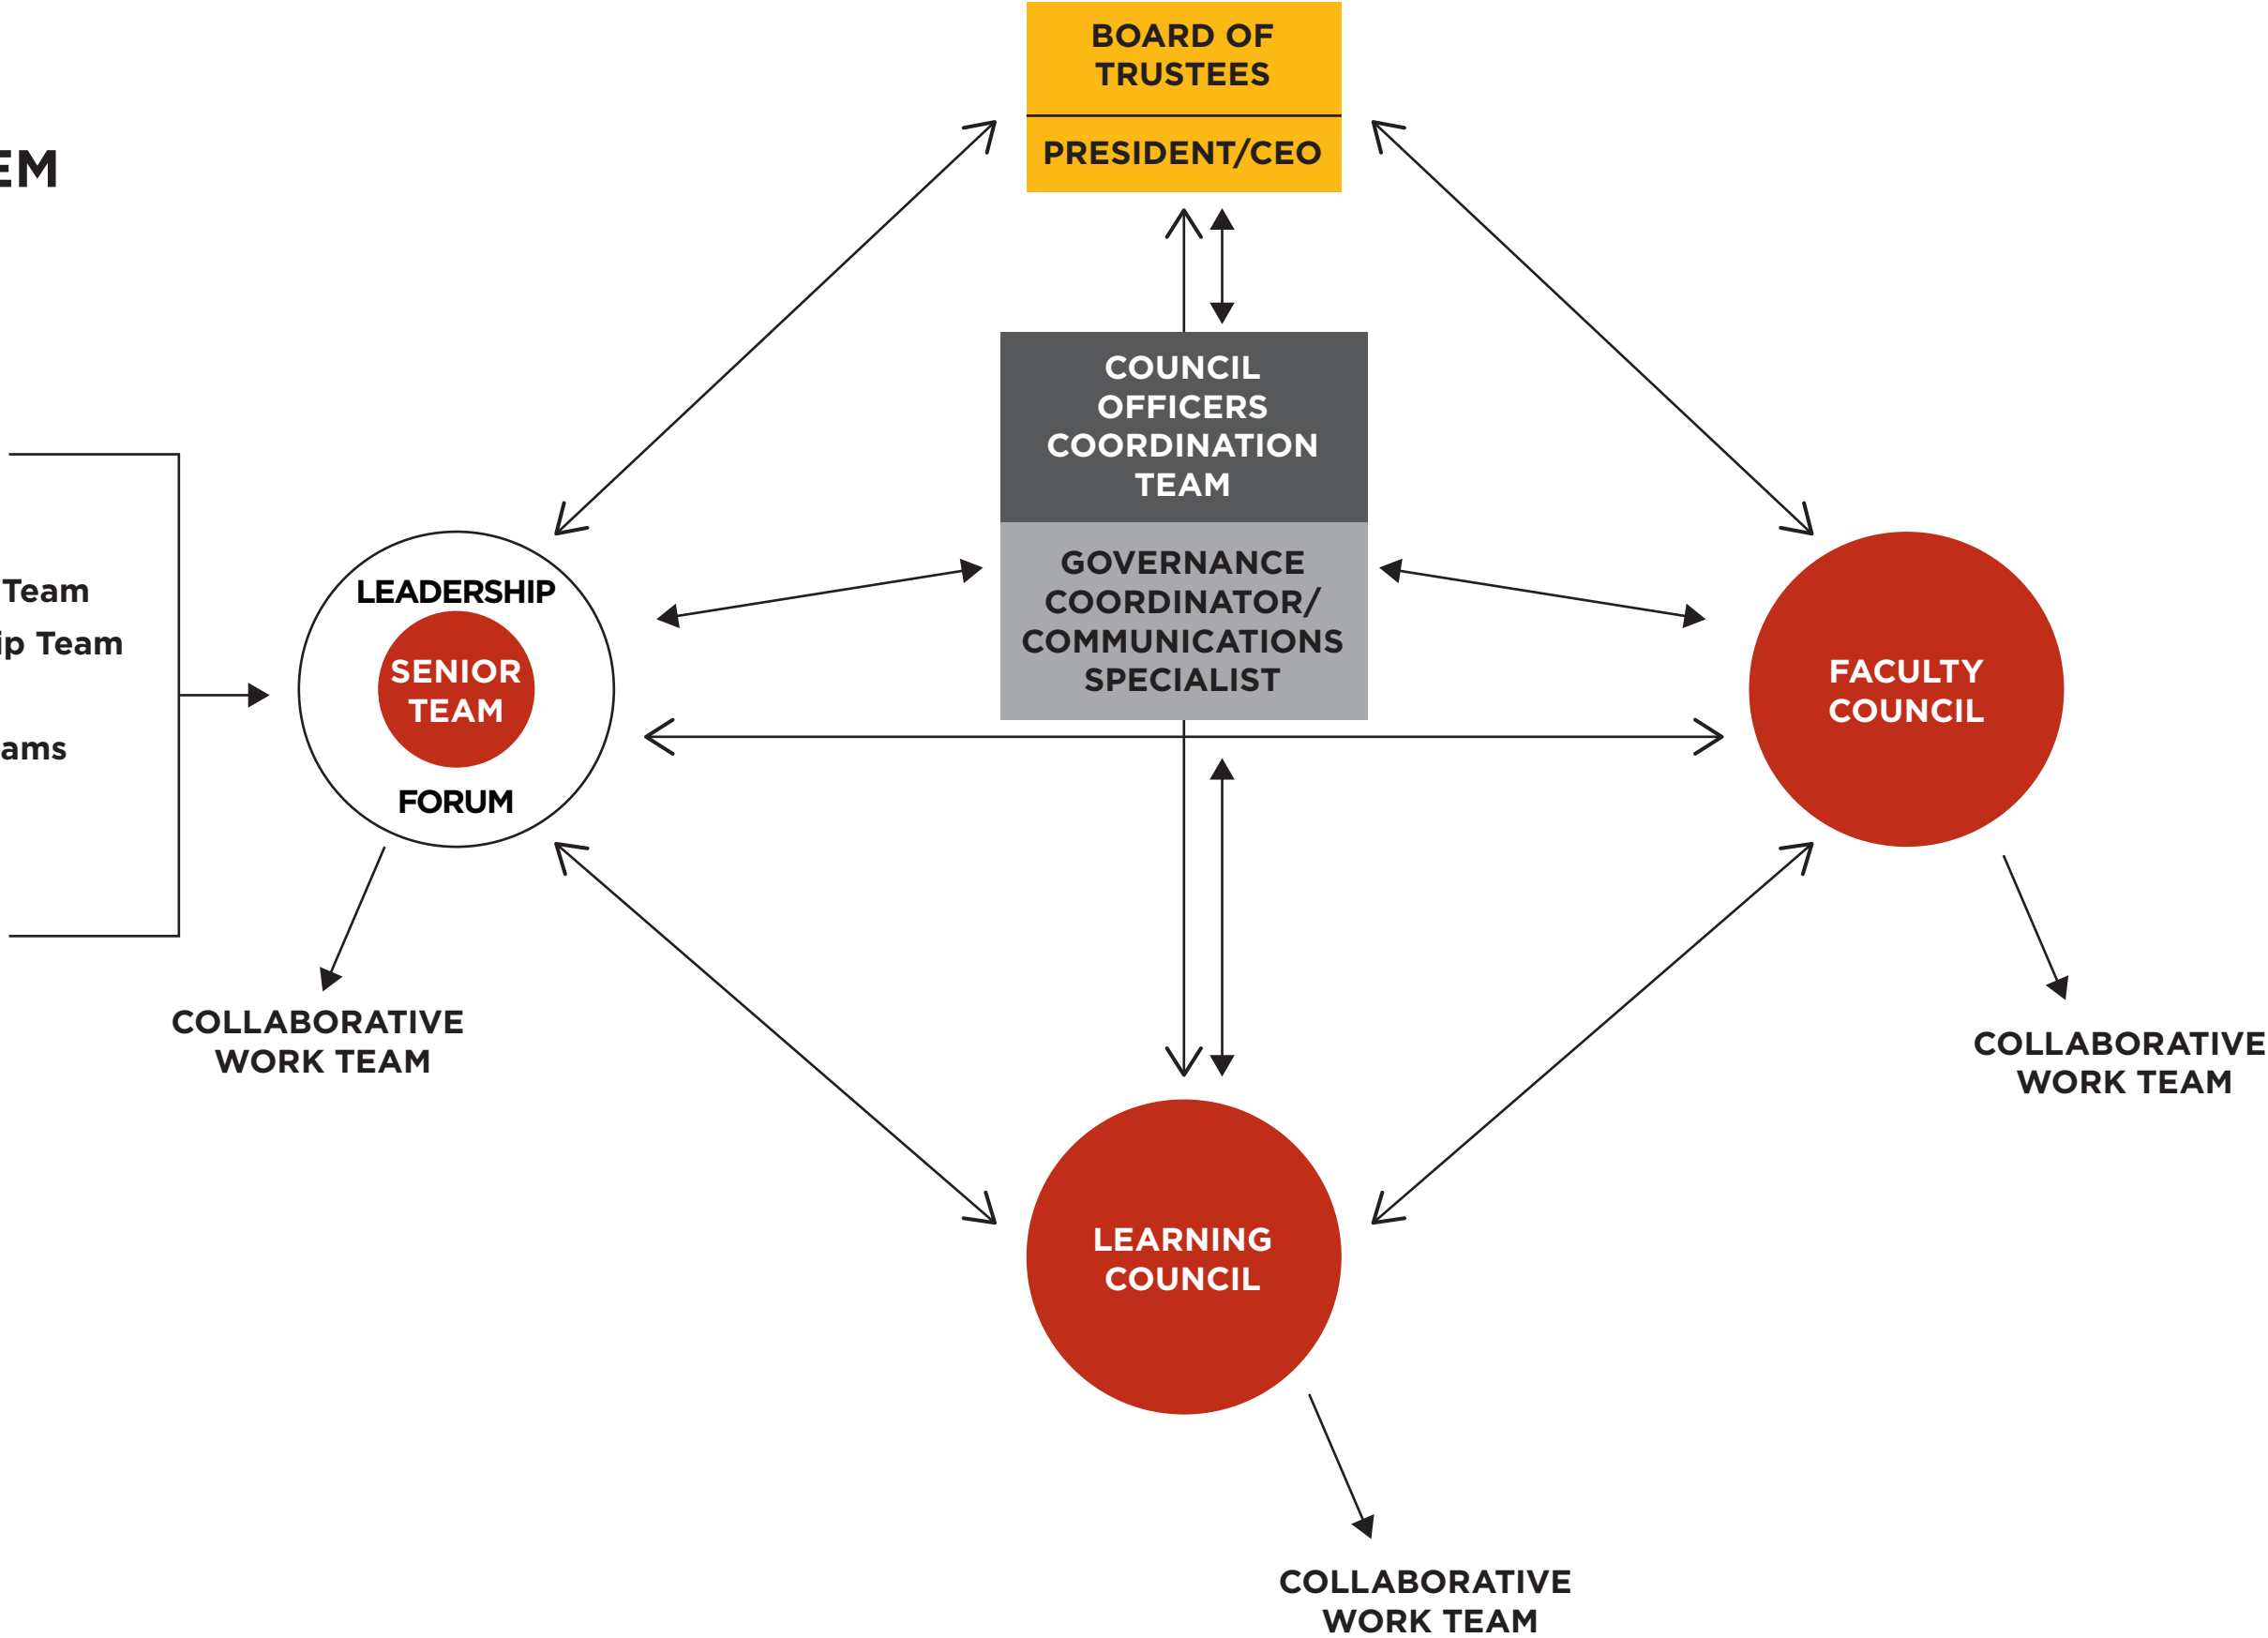 BOARD OF
TRUSTEES
PRESIDENT/CEO
EM
COUNCIL
OFFICERS
COORDINATION
TEAM
GOVERNANCE
COORDINATOR/
COMMUNICATIONS
SPECIALIST
Team
ip Team
eams
LEADERSHIP
SENIOR
TEAM
FORUM
FACULTY
COUNCIL
COLLABORATIVE
WORK TEAM
COLLABORATIVE
WORK TEAM
LEARNING
COUNCIL
COLLABORATIVE
WORK TEAM